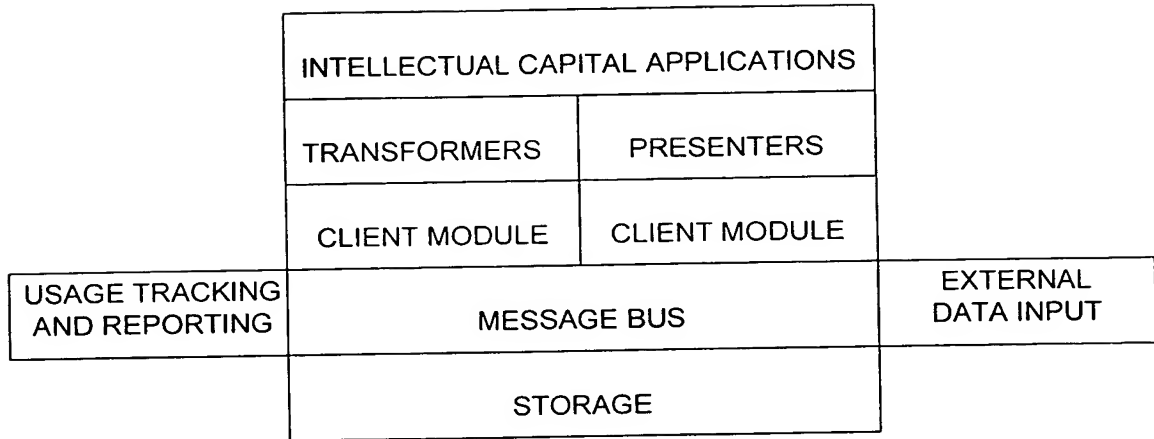 INTELLECTUAL CAPITAL APPLICATIONS
TRANSFORMERS
PRESENTERS
CLIENT MODULE
CLIENT MODULE
USAGE TRACKING
AND REPORTING
MESSAGE BUS
EXTERNAL
DATA INPUT
STORAGE